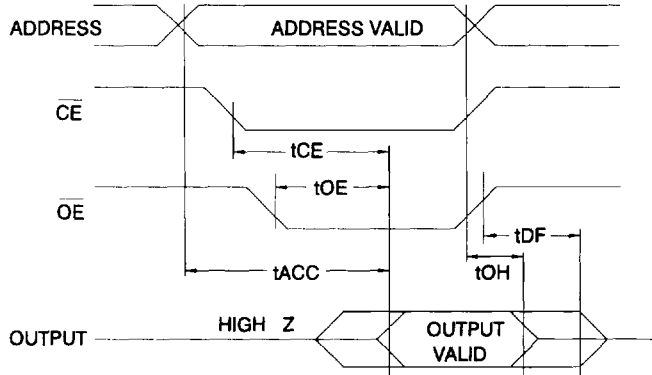 ADDRESS
ADDRESS VALID
CE
tCE
tOE
OE
tDF
tACC
tOH
HIGH Z
OUTPUT
OUTPUT
VALID